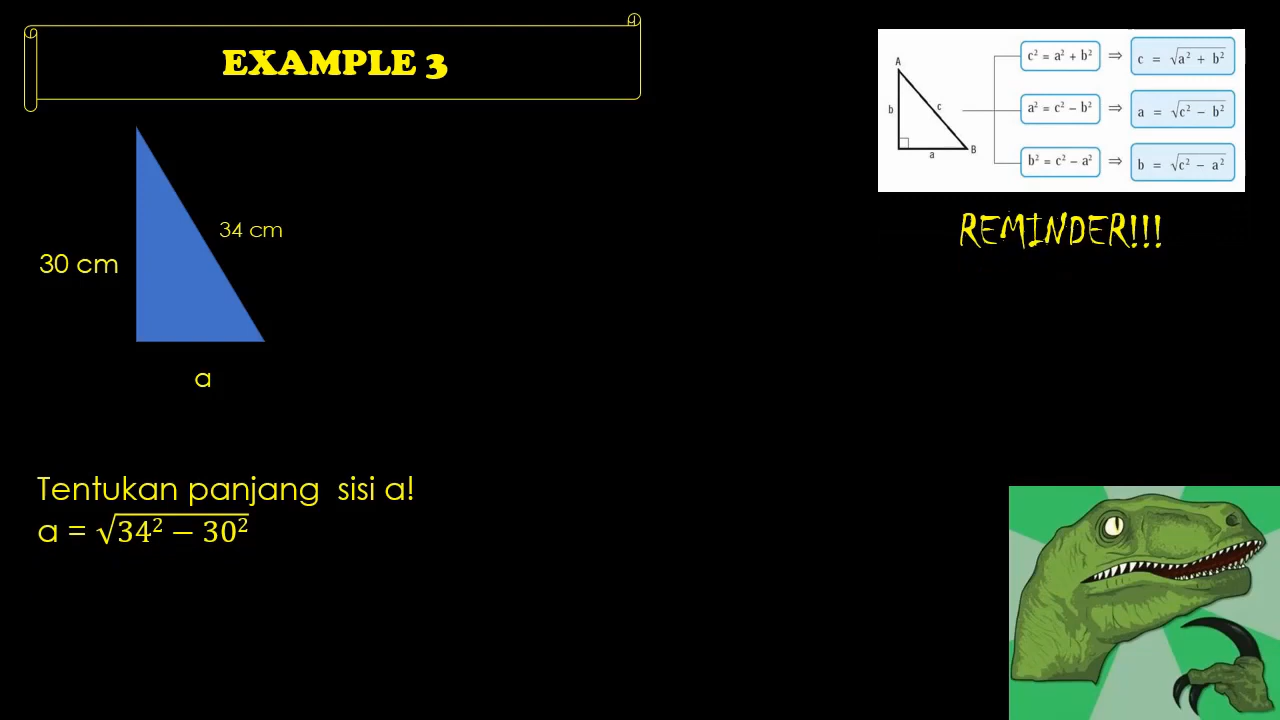 EXAMPLE 3
34 cm
30 cm
a
Tentukan panjang  sisi a!
a = √34² − 30²
A
b
c
a
B
c² = a² + b² ⇒ c = √a² + b²
a² = c² − b² ⇒ a = √c² − b²
b² = c² − a² ⇒ b = √c² − a²
REMINDER!!!